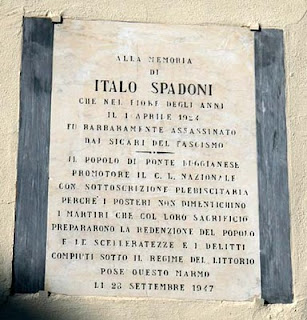 ALLA MEMORIA
DI
ITALO SPADONI
CHE NEL FIORE DEGLI ANNI
IL 1 APRILE 1924
FU BARBARAMENTE ASSASSINATO
DAI SICARI DEL FASCISMO
IL POPOLO DI PONTE BUGGIANESE
PROMOTORE IL C. L. NAZIONALE
CON SOTTOSCRIZIONE PLEBISCITARIA
PERCHÈ I POSTERI NON DIMENTICHINO
I MARTIRI CHE COL LORO SACRIFICIO
PREPARARONO LA REDENZIONE DEL POPOLO
E LE SCELLERATEZZE E I DELITTI
COMPIUTI SOTTO IL REGIME DEL LITTORIO
POSE QUESTO MARMO
LI 28 SETTEMBRE 1947